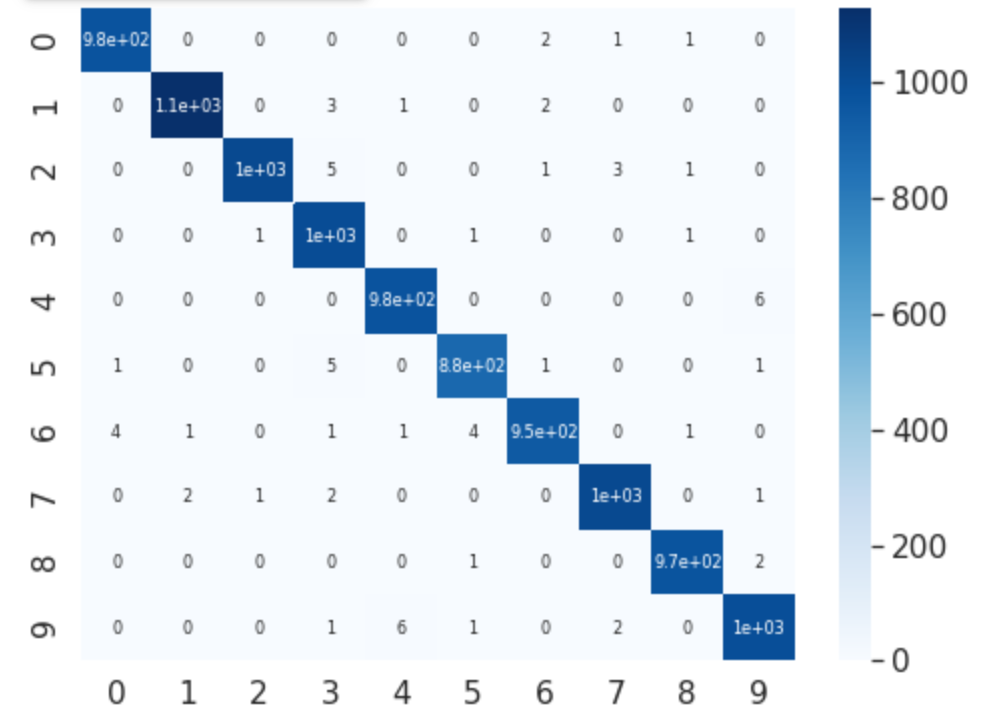 0 9.8e+02 0 0 0 0 0 2 1 1 0
1 0 1.1e+03 0 3 1 0 2 0 0 0
2 0 0 1e+03 5 0 0 1 3 1 0
3 0 0 1 1e+03 0 1 0 0 1 0
4 0 0 0 0 9.8e+02 0 0 0 0 6
5 1 0 0 5 0 8.8e+02 1 0 0 1
6 4 1 0 1 1 4 9.5e+02 0 1 0
7 0 2 1 2 0 0 0 1e+03 0 1
8 0 0 0 0 0 1 0 0 9.7e+02 2
9 0 0 0 1 6 1 0 2 0 1e+03
0 1 2 3 4 5 6 7 8 9
1000
800
600
400
200
0